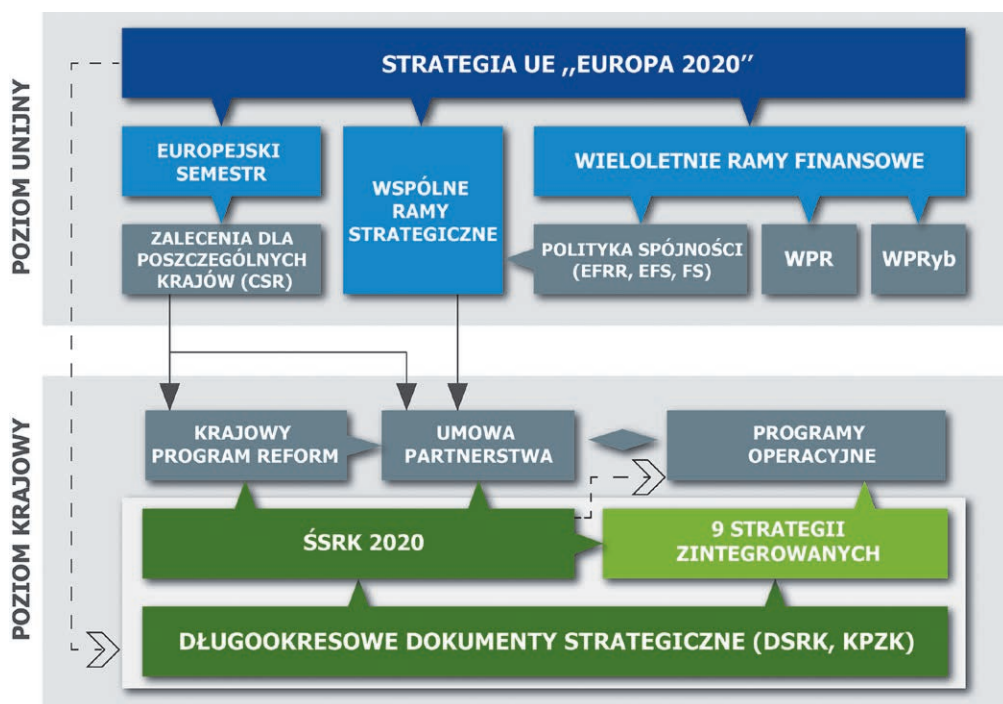 POZIOM UNIJNY
STRATEGIA UE ,,EUROPA 2020”
EUROPEJSKI
SEMESTR
WSPÓLNE
RAMY
STRATEGICZNE
WIELOLETNIE RAMY FINANSOWE
ZALECENIA DLA
POSZCZEGÓLNYCH
KRAJÓW (CSR)
POLITYKA SPÓJNOŚCI
(EFRR, EFS, FS)
WPR
WPRyb
POZIOM KRAJOWY
KRAJOWY
PROGRAM REFORM
UMOWA
PARTNERSTWA
PROGRAMY
OPERACYJNE
ŚSRK 2020
9 STRATEGII
ZINTEGROWANYCH
DŁUGOOKRESOWE DOKUMENTY STRATEGICZNE (DSRK, KPZK)